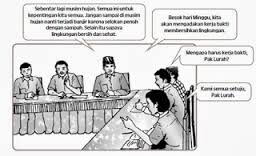 Sebentar lagi musim hujan. Semua ini untuk
kepentingan kita semua. Jangan sampai di musim
hujan nanti terjadi banjir karena selokan penuh
dengan sampah. Selain itu supaya
lingkungan bersih dan sehat.
Besok hari Minggu, kita
akan mengadakan kerja bakti
membersihkan lingkungan.
Mengapa harus kerja bakti,
Pak Lurah?
Kami semua setuju,
Pak Lurah.